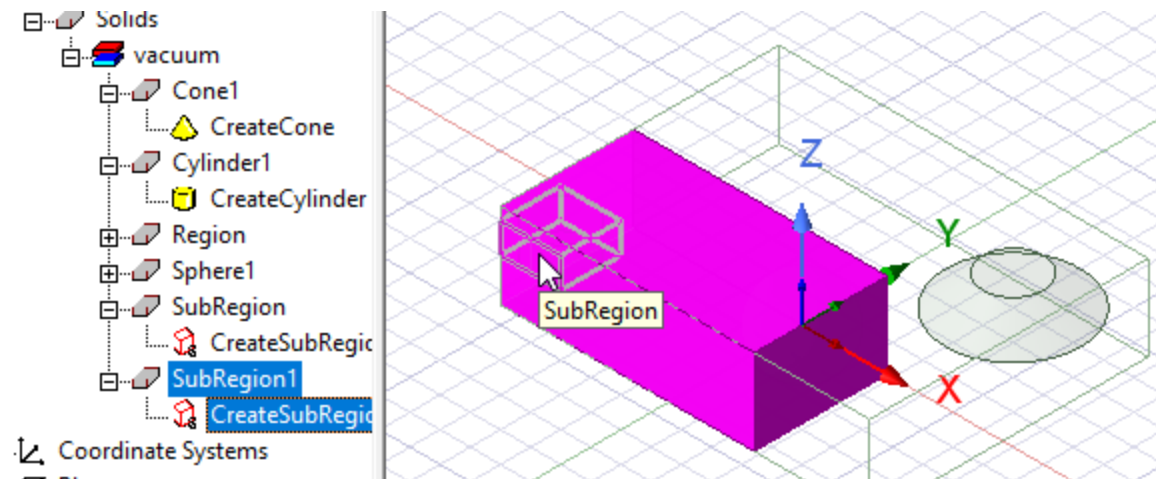 Solids
vacuum
Cone1
CreateCone
Cylinder1
CreateCylinder
Region
Sphere1
SubRegion
CreateSubRegic
SubRegion1
CreateSubRegic
Coordinate Systems
Z
Y
SubRegion
X